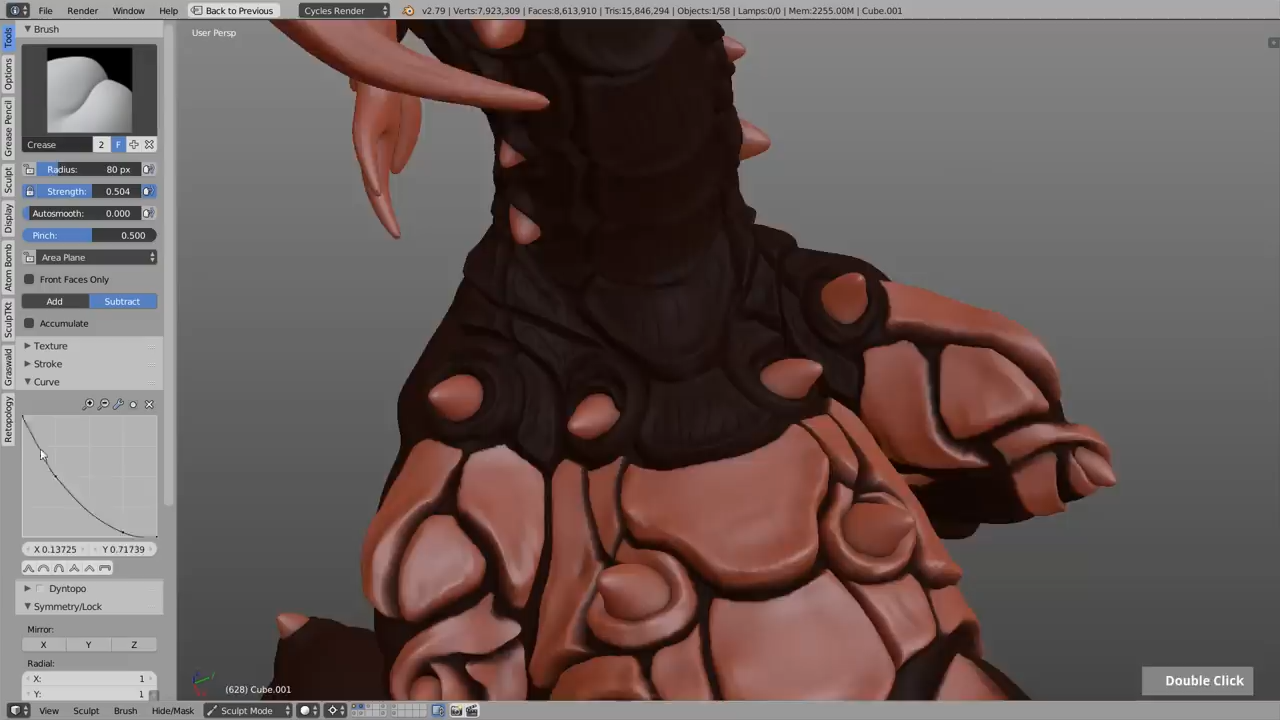 File Render Window Help Back to Previous Cycles Render v2.79 | Verts:7,923,309 | Faces:8,613,910 | Tris:15,846,294 | Objects:1/58 | Lamps:0/0 | Mem:2255.00M | Cube.001
Brush
User Persp
Tools
Options
Grease Pencil
Sculpt
Display
Atom Bomb
SculpTKt
Graswald
Retopology
Crease 2 F
Radius: 80 px
Strength: 0.504
Autosmooth: 0.000
Pinch: 0.500
Area Plane
Front Faces Only
Add Subtract
Accumulate
Texture
Stroke
Curve
X 0.13725 Y 0.71739
Dyntopo
Symmetry/Lock
Mirror:
X Y Z
Radial:
X: 1
Y: 1
(628) Cube.001
Double Click
View Sculpt Brush Hide/Mask Sculpt Mode